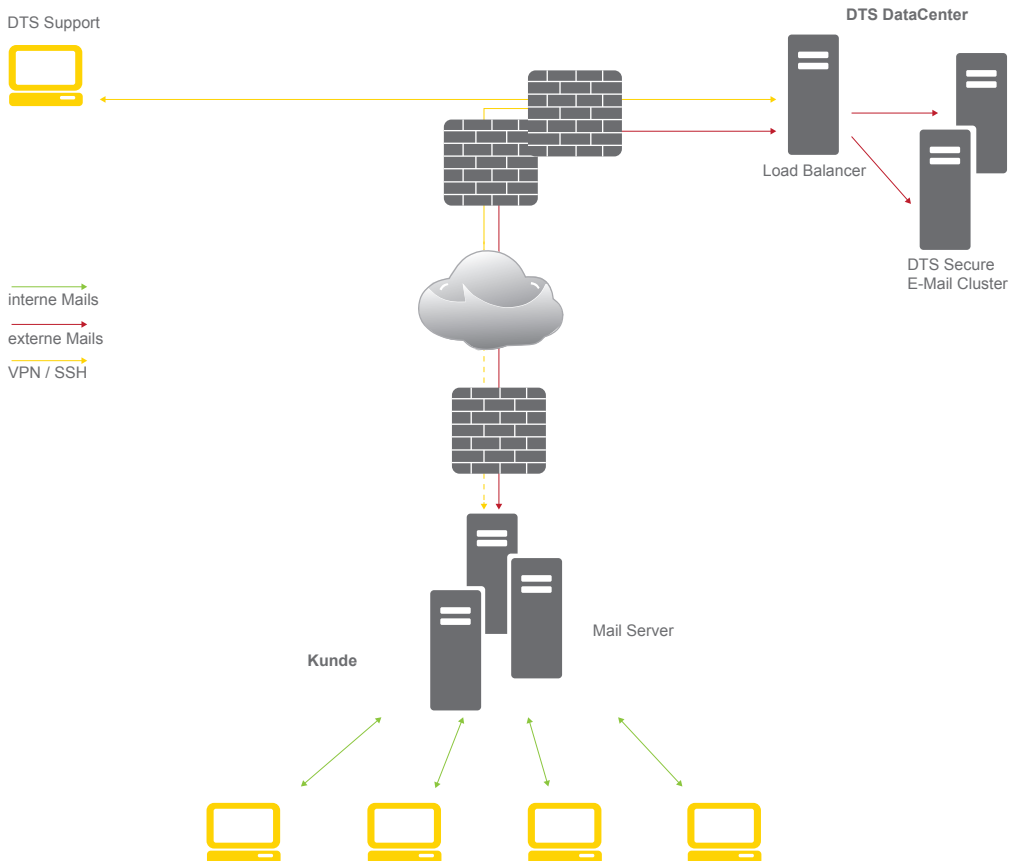 DTS Support
DTS DataCenter
Load Balancer
DTS Secure
E-Mail Cluster
interne Mails
externe Mails
VPN / SSH
Mail Server
Kunde